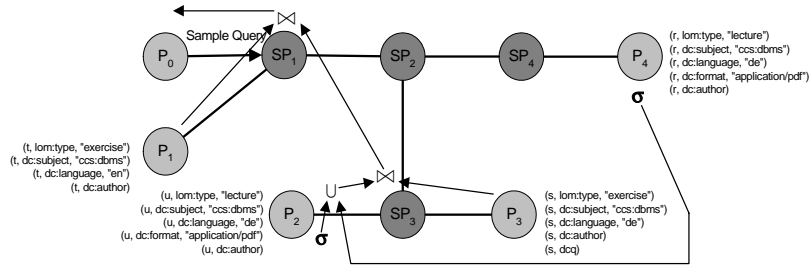 ⋈
Sample Query
P0
SP1
SP2
SP4
P4
(r, lom:type, "lecture")
(r, dc:subject, "ccs:dbms")
(r, dc:language, "de")
(r, dc:format, "application/pdf")
(r, dc:author)
σ
P1
(t, lom:type, "exercise")
(t, dc:subject, "ccs:dbms")
(t, dc:language, "en")
(t, dc:author)
⋈
∪
(u, lom:type, "lecture")
(u, dc:subject, "ccs:dbms")
(u, dc:language, "de")
(u, dc:format, "application/pdf")
(u, dc:author)
P2
σ
SP3
P3
(s, lom:type, "exercise")
(s, dc:subject, "ccs:dbms")
(s, dc:language, "de")
(s, dc:author)
(s, dcq)